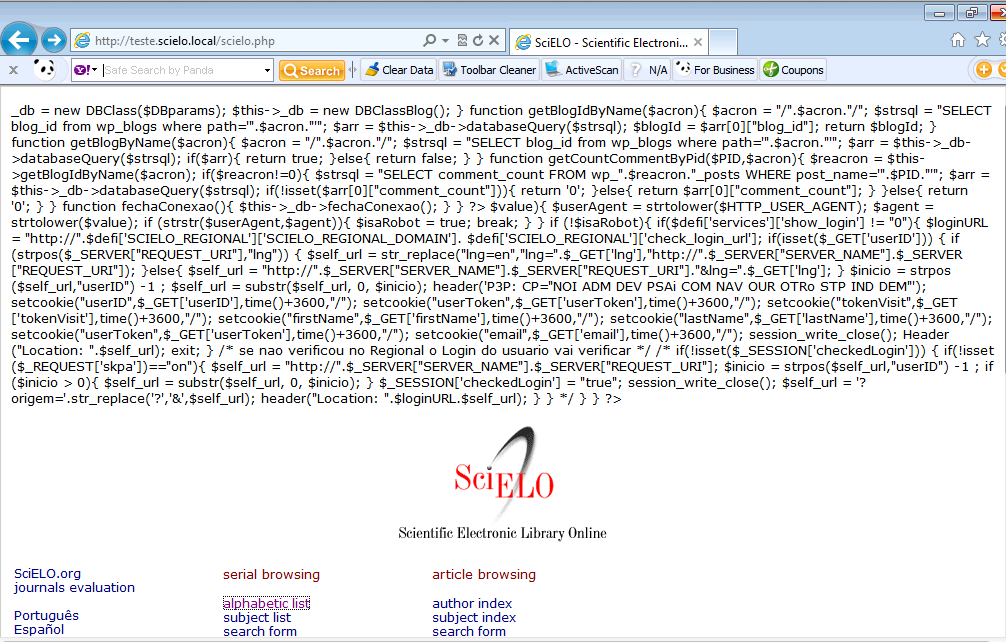 http://teste.scielo.local/scielo.php
SciELO - Scientific Electroni...
x
Y!
Safe Search by Panda
Search
Clear Data
Toolbar Cleaner
ActiveScan
? N/A
For Business
Coupons
_db = new DBClass($DBparams); $this->_db = new DBClassBlog(); } function getBlogIdByName($acron){ $acron = "/".$acron."/"; $strsql = "SELECT
blog_id from wp_blogs where path='".$acron."'"; $arr = $this->_db->databaseQuery($strsql); $blogId = $arr[0]["blog_id"]; return $blogId; }
function getBlogByName($acron){ $acron = "/".$acron."/"; $strsql = "SELECT blog_id from wp_blogs where path='".$acron."'"; $arr = $this->_db-
>databaseQuery($strsql); if($arr){ return true; }else{ return false; } } function getCountCommentByPid($PID,$acron){ $reacron = $this-
>getBlogIdByName($acron); if($reacron!=0){ $strsql = "SELECT comment_count FROM wp_".$reacron."_posts WHERE post_name='".$PID."'"; $arr =
$this->_db->databaseQuery($strsql); if(!isset($arr[0]["comment_count"])){ return '0'; }else{ return $arr[0]["comment_count"]; } }else{ return
'0'; } } function fechaConexao(){ $this->_db->fechaConexao(); } } ?> $value){ $userAgent = strtolower($HTTP_USER_AGENT); $agent =
strtolower($value); if (strstr($userAgent,$agent)){ $isaRobot = true; break; } } if (!$isaRobot){ if($defi['services']['show_login'] != "0"){ $loginURL
= "http://".$defi['SCIELO_REGIONAL']['SCIELO_REGIONAL_DOMAIN']. $defi['SCIELO_REGIONAL']['check_login_url']; if(isset($_GET['userID'])) { if
(strpos($_SERVER["REQUEST_URI"],"lng")) { $self_url = str_replace("lng=en","lng=".$_GET['lng'],"http://".$_SERVER["SERVER_NAME"].$_SERVER
["REQUEST_URI"]); }else{ $self_url = "http://".$_SERVER["SERVER_NAME"].$_SERVER["REQUEST_URI"]."&lng=".$_GET['lng']; } $inicio = strpos
($self_url,"userID") -1 ; $self_url = substr($self_url, 0, $inicio); header('P3P: CP="NOI ADM DEV PSAi COM NAV OUR OTRo STP IND DEM"');
setcookie("userID",$_GET['userID'],time()+3600,"/"); setcookie("userToken",$_GET['userToken'],time()+3600,"/"); setcookie("tokenVisit",$_GET
['tokenVisit'],time()+3600,"/"); setcookie("firstName",$_GET['firstName'],time()+3600,"/"); setcookie("lastName",$_GET['lastName'],time()+3600,"/");
setcookie("userToken",$_GET['userToken'],time()+3600,"/"); setcookie("email",$_GET['email'],time()+3600,"/"); session_write_close(); Header
("Location: ".$self_url); exit; } /* se nao verificou no Regional o Login do usuario vai verificar */ /* if(!isset($_SESSION['checkedLogin'])) { if(!isset
($_REQUEST['skpa'])=="on"){ $self_url = "http://".$_SERVER["SERVER_NAME"].$_SERVER["REQUEST_URI"]; $inicio = strpos($self_url,"userID") -1 ; if
($inicio > 0){ $self_url = substr($self_url, 0, $inicio); } $_SESSION['checkedLogin'] = "true"; session_write_close(); $self_url = '?
origem='.str_replace('?','&',$self_url); header("Location: ".$loginURL.$self_url); } } */ } } ?>
SciELO
Scientific Electronic Library Online
SciELO.org
journals evaluation
Português
Español
serial browsing
alphabetic list
subject list
search form
article browsing
author index
subject index
search form